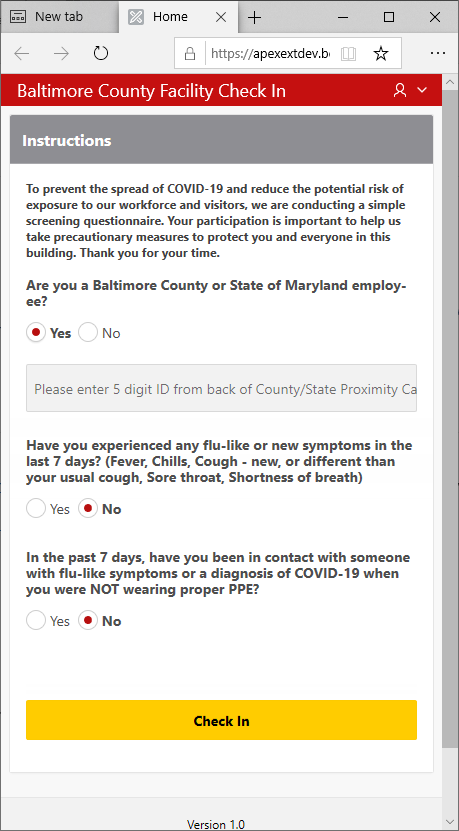 New tab
Home
https://apexextdev.b
Baltimore County Facility Check In
Instructions
To prevent the spread of COVID-19 and reduce the potential risk of
exposure to our workforce and visitors, we are conducting a simple
screening questionnaire. Your participation is important to help us
take precautionary measures to protect you and everyone in this
building. Thank you for your time.
Are you a Baltimore County or State of Maryland employ-
ee?
Yes No
Please enter 5 digit ID from back of County/State Proximity Ca
Have you experienced any flu-like or new symptoms in the
last 7 days? (Fever, Chills, Cough - new, or different than
your usual cough, Sore throat, Shortness of breath)
Yes No
In the past 7 days, have you been in contact with someone
with flu-like symptoms or a diagnosis of COVID-19 when
you were NOT wearing proper PPE?
Yes No
Check In
Version 1.0